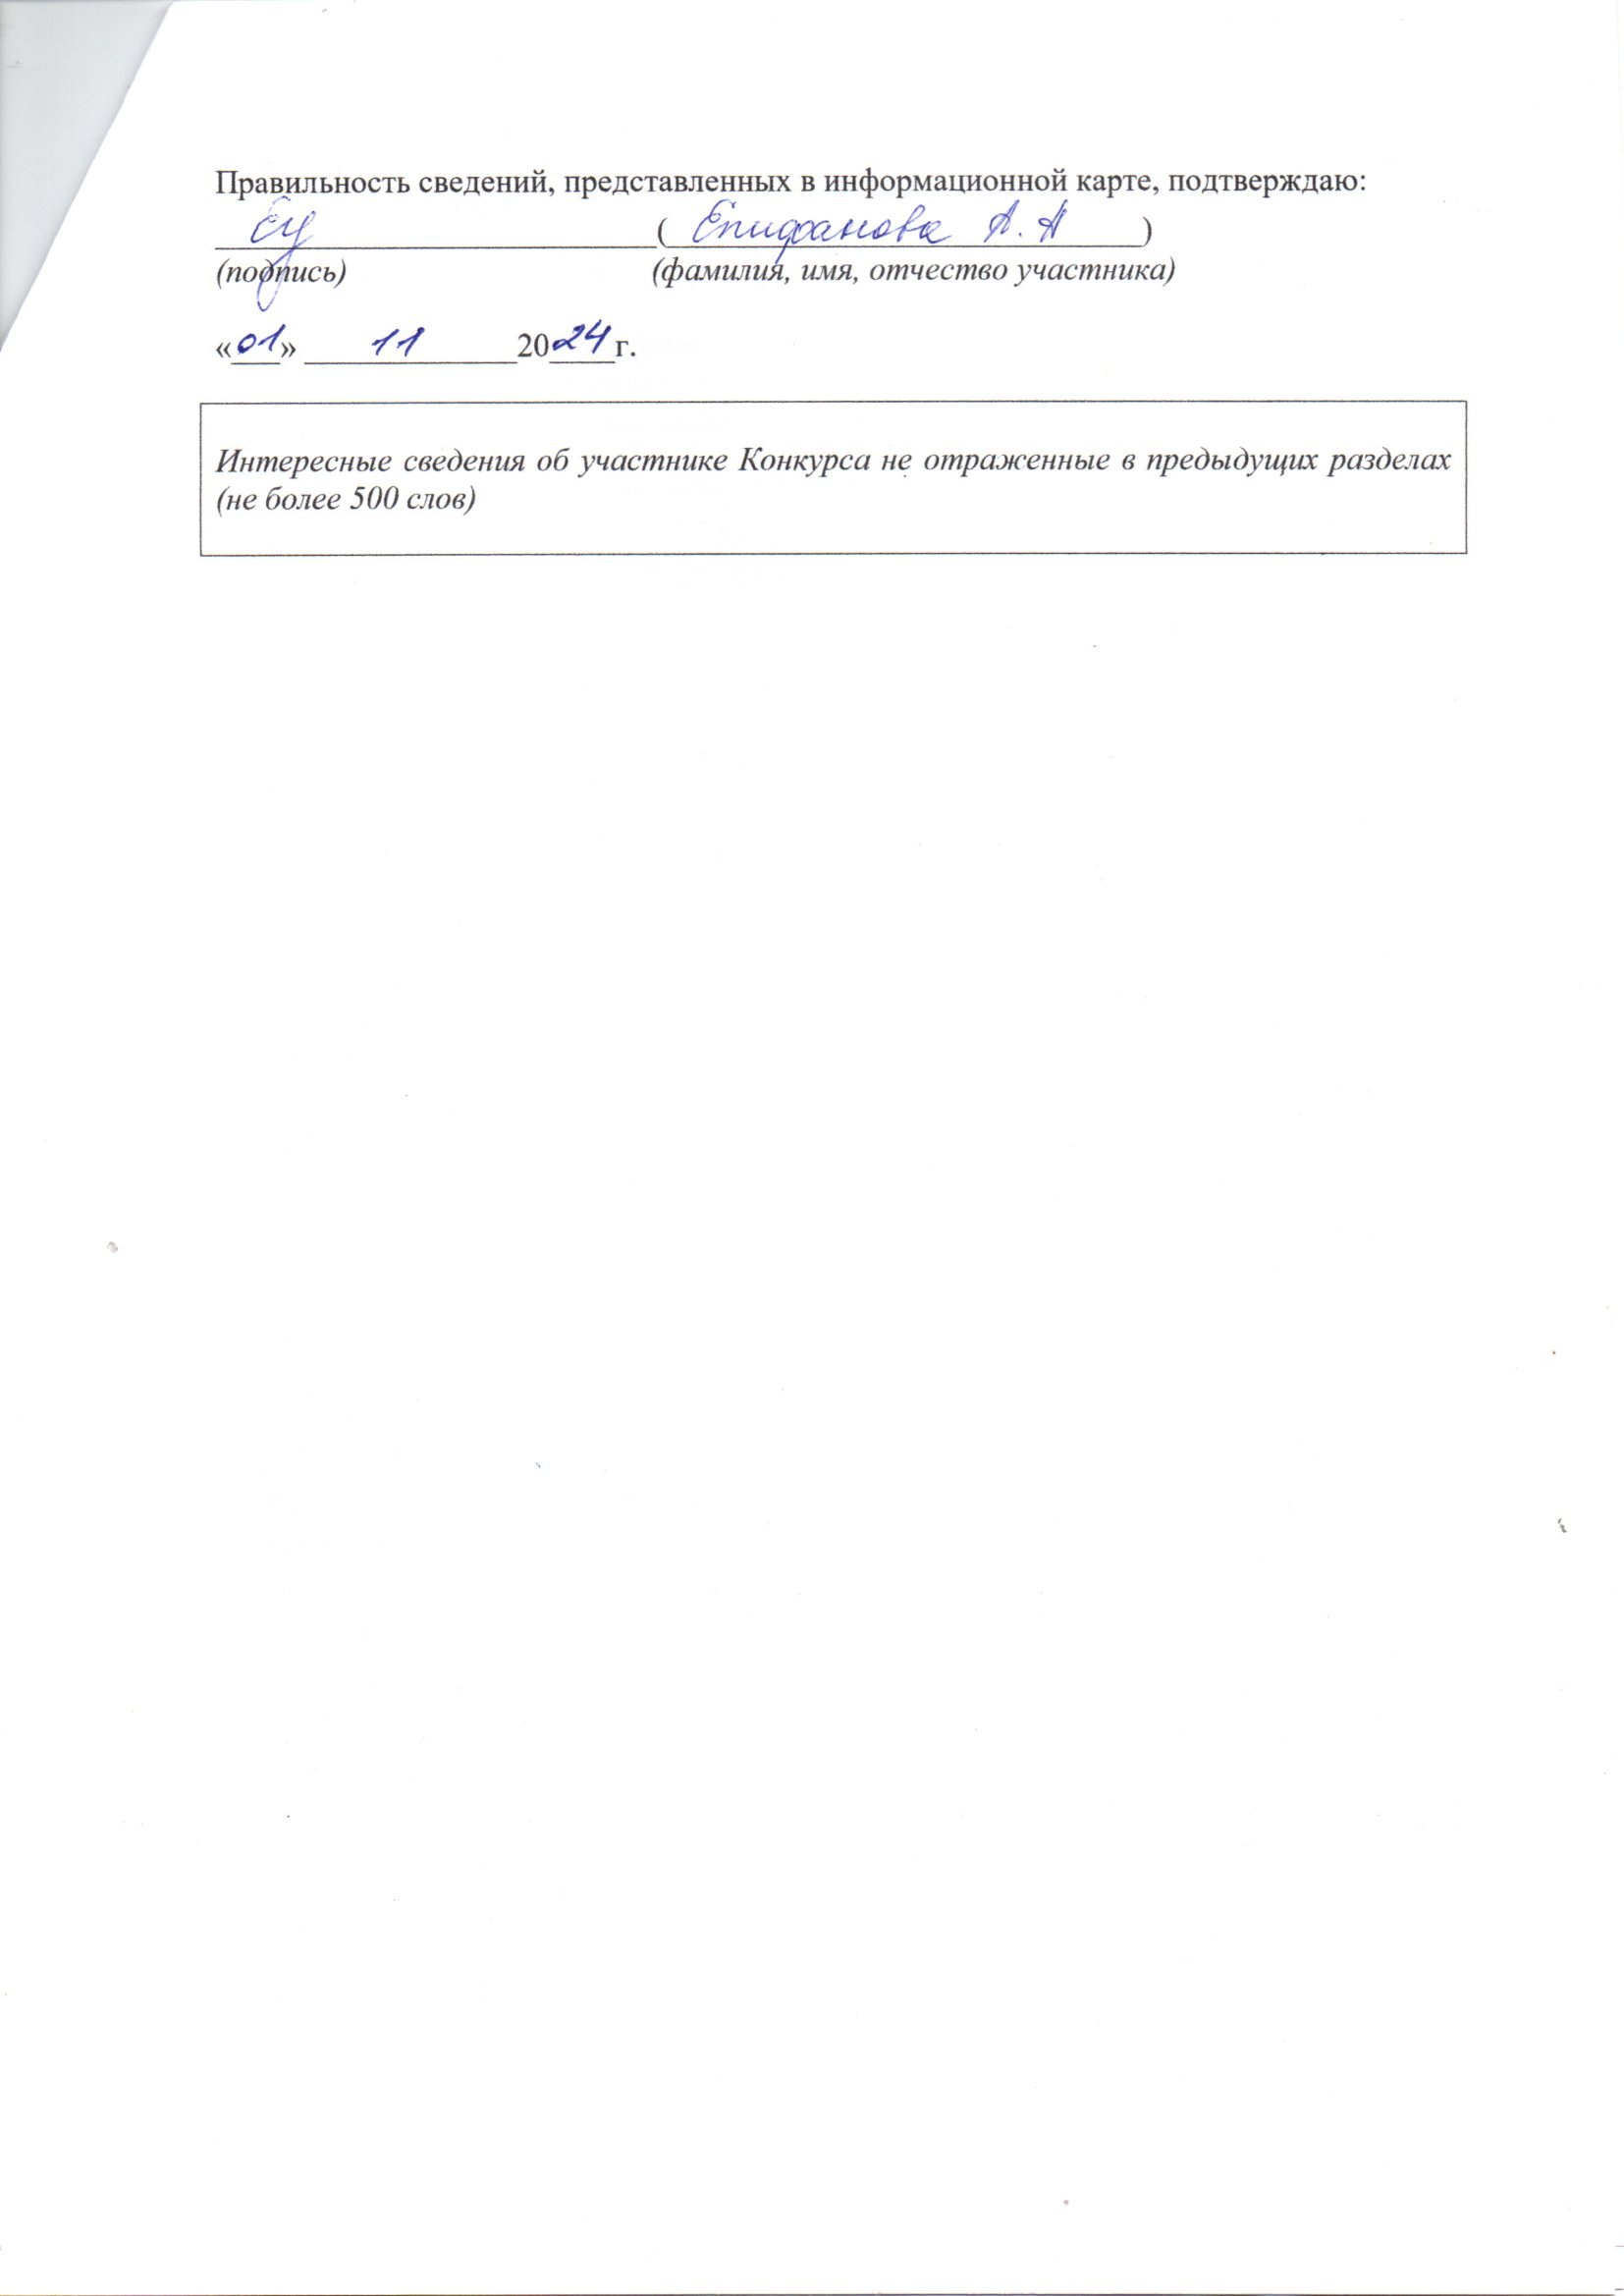 Правильность сведений, представленных в информационной карте, подтверждаю:
(Епифанова А. А)
(подпись) (фамилия, имя, отчество участника)
«01» 11 2024г.
Интересные сведения об участнике Конкурса не отраженные в предыдущих разделах
(не более 500 слов)